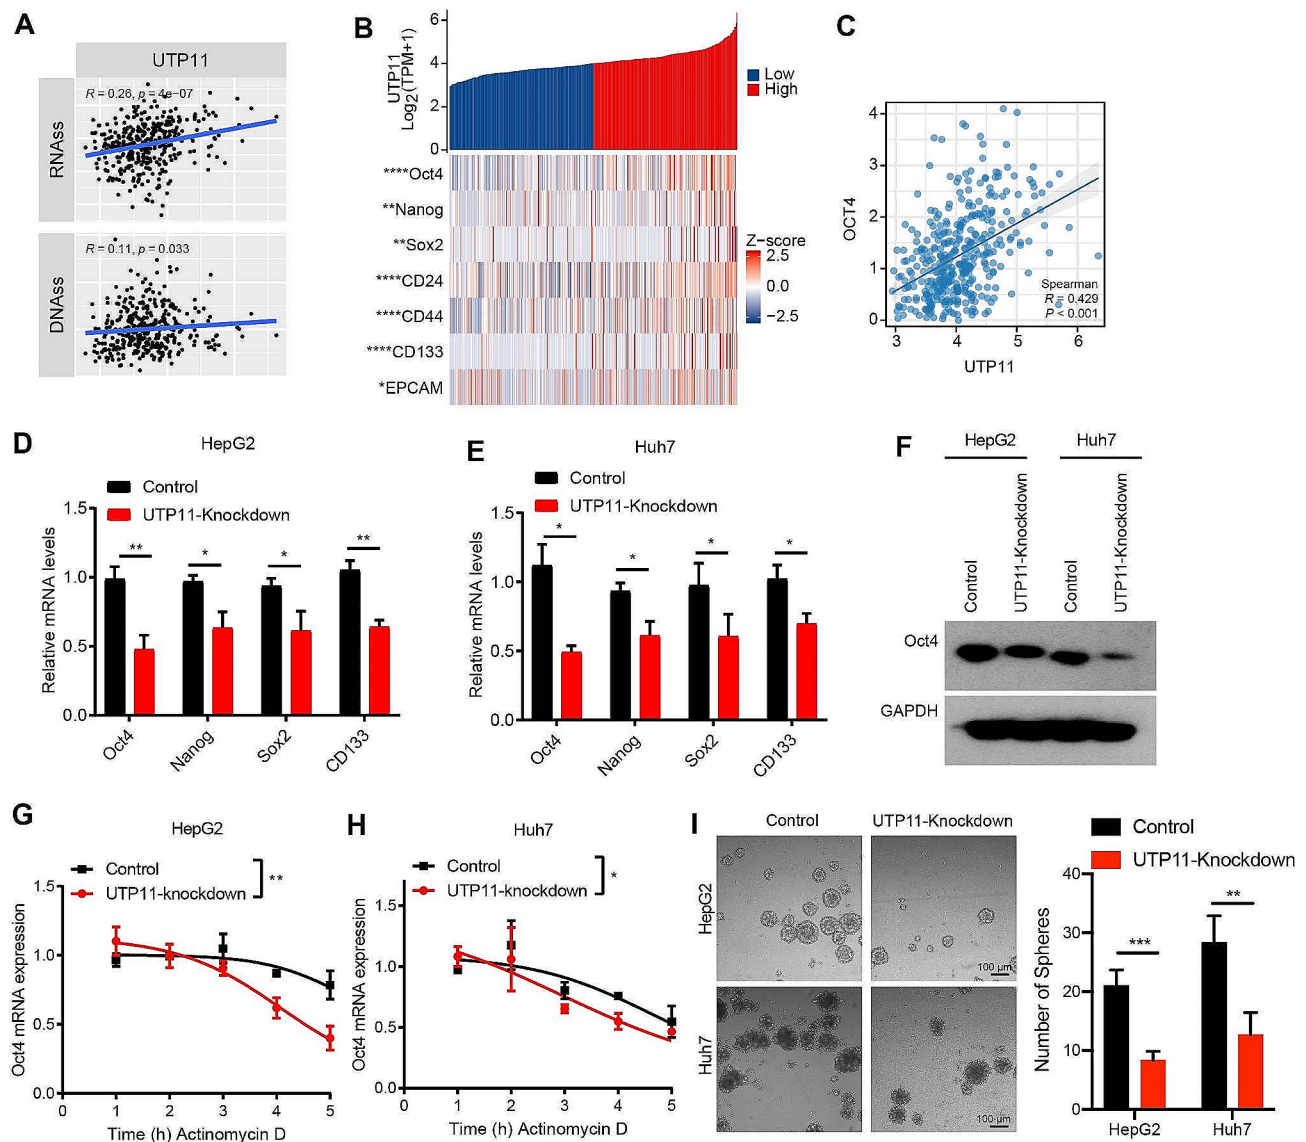 A
UTP11
R = 0.26, p = 4e−07
RNAss
R = 0.11, p = 0.033
DNAss
B
UTP11
Log2(TPM+1)
6
4
2
0
Low
High
****Oct4
**Nanog
**Sox2
****CD24
****CD44
****CD133
*EPCAM
Z−score
2.5
0.0
−2.5
C
OCT4
4
3
2
1
0
Spearman
R = 0.429
P < 0.001
3 4 5 6
UTP11
D
HepG2
Control
UTP11-Knockdown
Relative mRNA levels
1.5
1.0
0.5
0.0
** * * **
Oct4 Nanog Sox2 CD133
E
Huh7
Control
UTP11-Knockdown
Relative mRNA levels
1.5
1.0
0.5
0.0
* * * *
Oct4 Nanog Sox2 CD133
F
HepG2 Huh7
Control UTP11-Knockdown Control UTP11-Knockdown
Oct4
GAPDH
G
HepG2
Control
UTP11-knockdown
**
Oct4 mRNA expression
1.5
1.0
0.5
0.0
0 1 2 3 4 5
Time (h) Actinomycin D
H
Huh7
Control
UTP11-knockdown
*
Oct4 mRNA expression
1.5
1.0
0.5
0.0
0 1 2 3 4 5
Time (h) Actinomycin D
I
Control UTP11-Knockdown
HepG2
100 µm
Huh7
100 µm
Control
UTP11-Knockdown
Number of Spheres
40
30
20
10
0
*** **
HepG2 Huh7